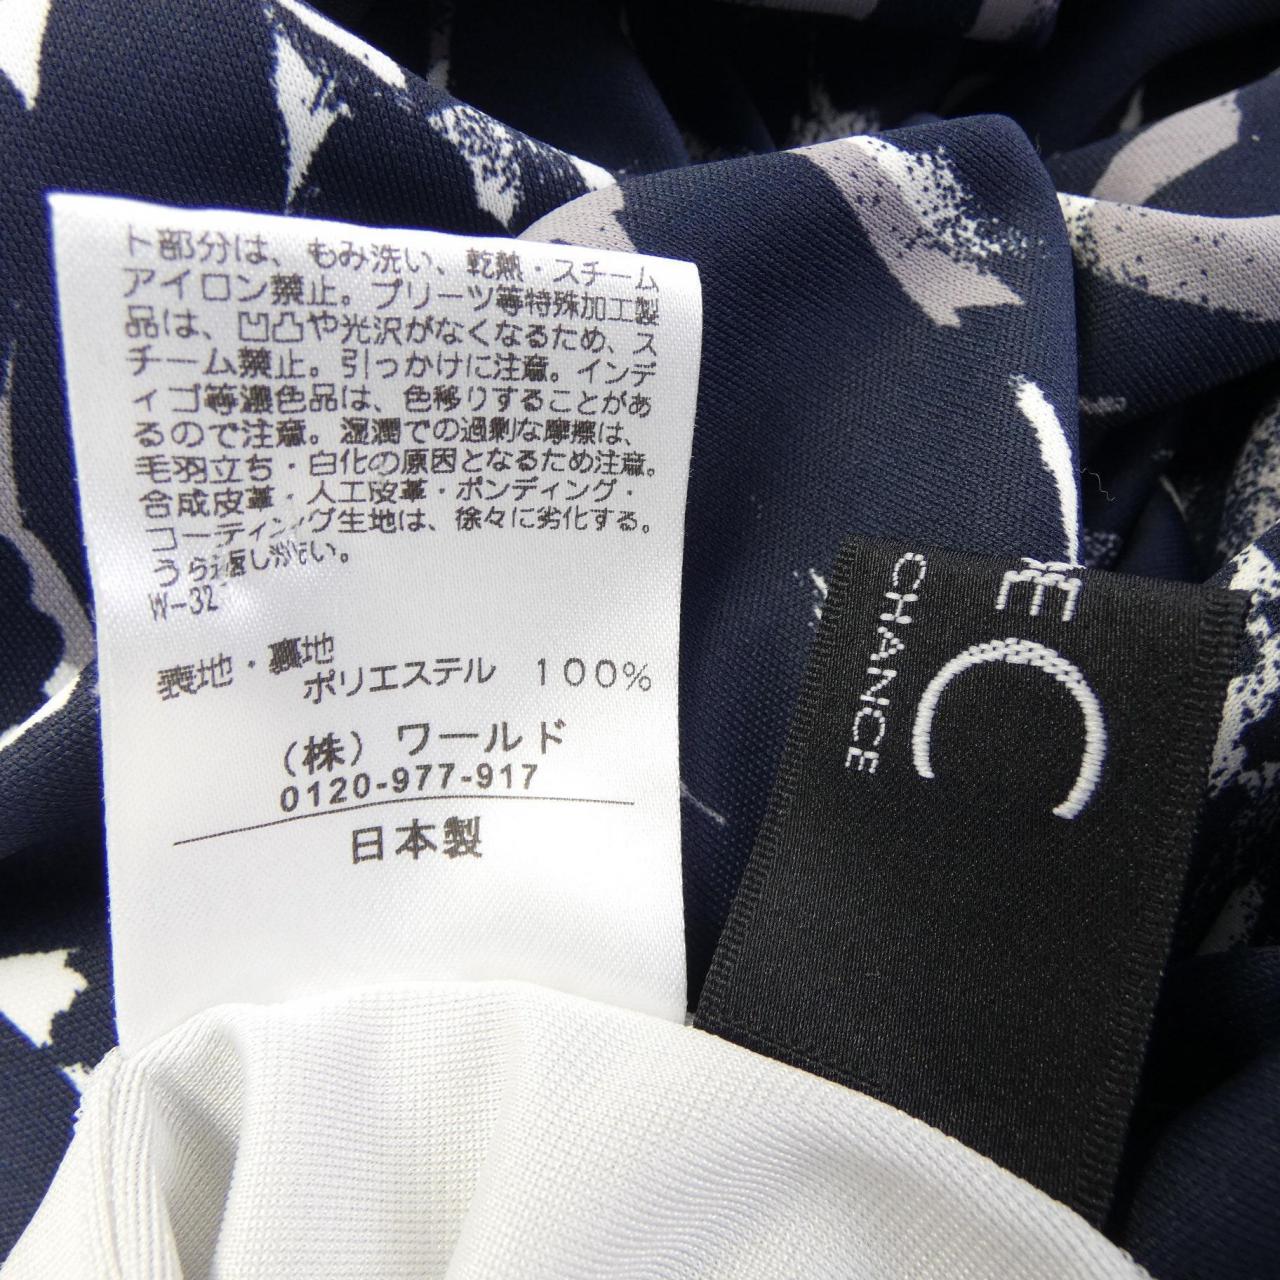 ト部分は、もみ洗い、乾熱・スチーム
アイロン禁止。プリーツ等特殊加工製
品は、凹凸や光沢がなくなるため、ス
チーム禁止。引っかけに注意。インデ
ィゴ等濃色品は、色移りすることがあ
るので注意。湿潤での過剰な摩擦は、
毛羽立ち・白化の原因となるため注意。
合成皮革・人工皮革・ボンディング・
コーティング生地は、徐々に劣化する。
うら返し洗い。
W-32
表地・裏地
ポリエステル 100%
(株) ワールド
0120-977-917
日本製
C
CHANCE